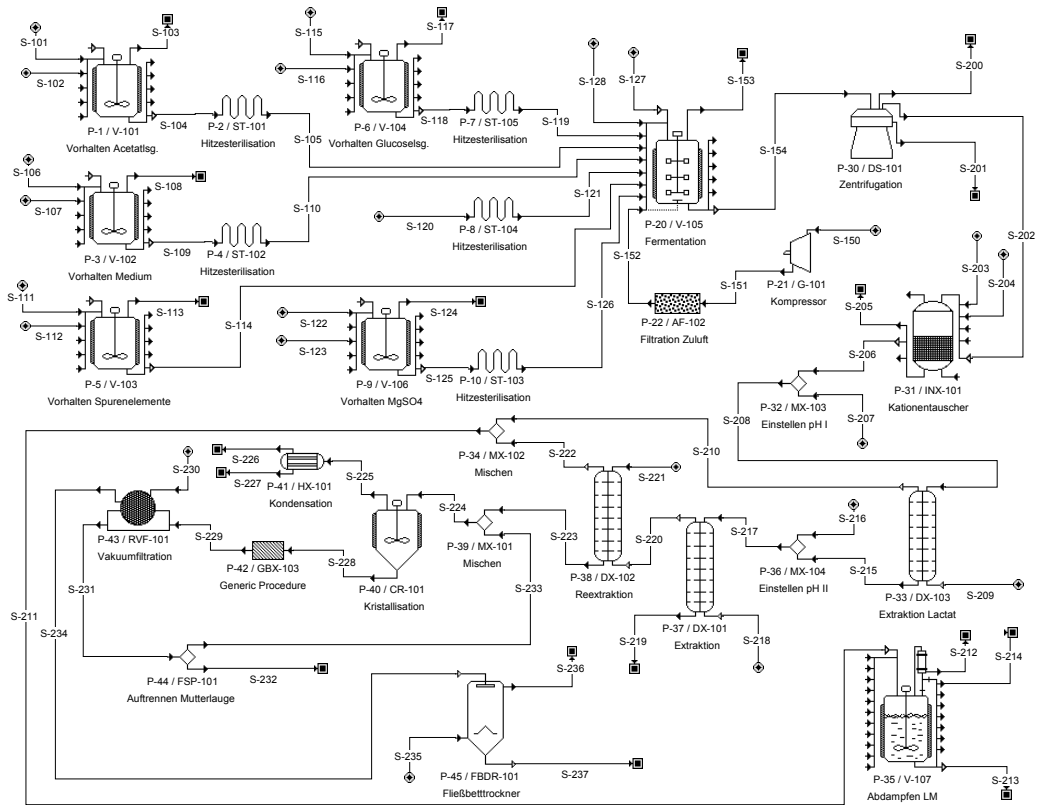 S-101
S-102
S-103
S-104
P-1 / V-101
Vorhalten Acetatlsg.
P-2 / ST-101
Hitzesterilisation
S-105
S-115
S-116
S-117
S-118
P-6 / V-104
Vorhalten Glucoselsg.
P-7 / ST-105
Hitzesterilisation
S-119
S-128
S-127
S-153
S-154
P-20 / V-105
Fermentation
S-200
S-201
P-30 / DS-101
Zentrifugation
S-202
S-106
S-107
S-108
S-109
P-3 / V-102
Vorhalten Medium
P-4 / ST-102
Hitzesterilisation
S-110
S-120
P-8 / ST-104
Hitzesterilisation
S-121
S-152
S-126
S-150
S-151
P-21 / G-101
Kompressor
P-22 / AF-102
Filtration Zuluft
S-203
S-204
S-205
S-206
P-31 / INX-101
Kationentauscher
S-111
S-112
S-113
S-114
P-5 / V-103
Vorhalten Spurenelemente
S-122
S-123
S-124
S-125
P-9 / V-106
Vorhalten MgSO4
P-10 / ST-103
Hitzesterilisation
P-32 / MX-103
Einstellen pH I
S-207
S-208
S-210
P-34 / MX-102
Mischen
S-222
S-221
S-226
S-227
P-41 / HX-101
Kondensation
S-225
S-224
S-230
P-43 / RVF-101
Vakuumfiltration
S-229
P-42 / GBX-103
Generic Procedure
S-228
P-40 / CR-101
Kristallisation
P-39 / MX-101
Mischen
S-223
S-233
P-38 / DX-102
Reextraktion
S-220
S-217
S-216
P-36 / MX-104
Einstellen pH II
S-215
P-33 / DX-103
Extraktion Lactat
S-209
P-37 / DX-101
Extraktion
S-219
S-218
S-211
S-234
S-231
P-44 / FSP-101
Auftrennen Mutterlauge
S-232
S-236
S-235
P-45 / FBDR-101
Fließbetttrockner
S-237
S-212
S-214
P-35 / V-107
Abdampfen LM
S-213